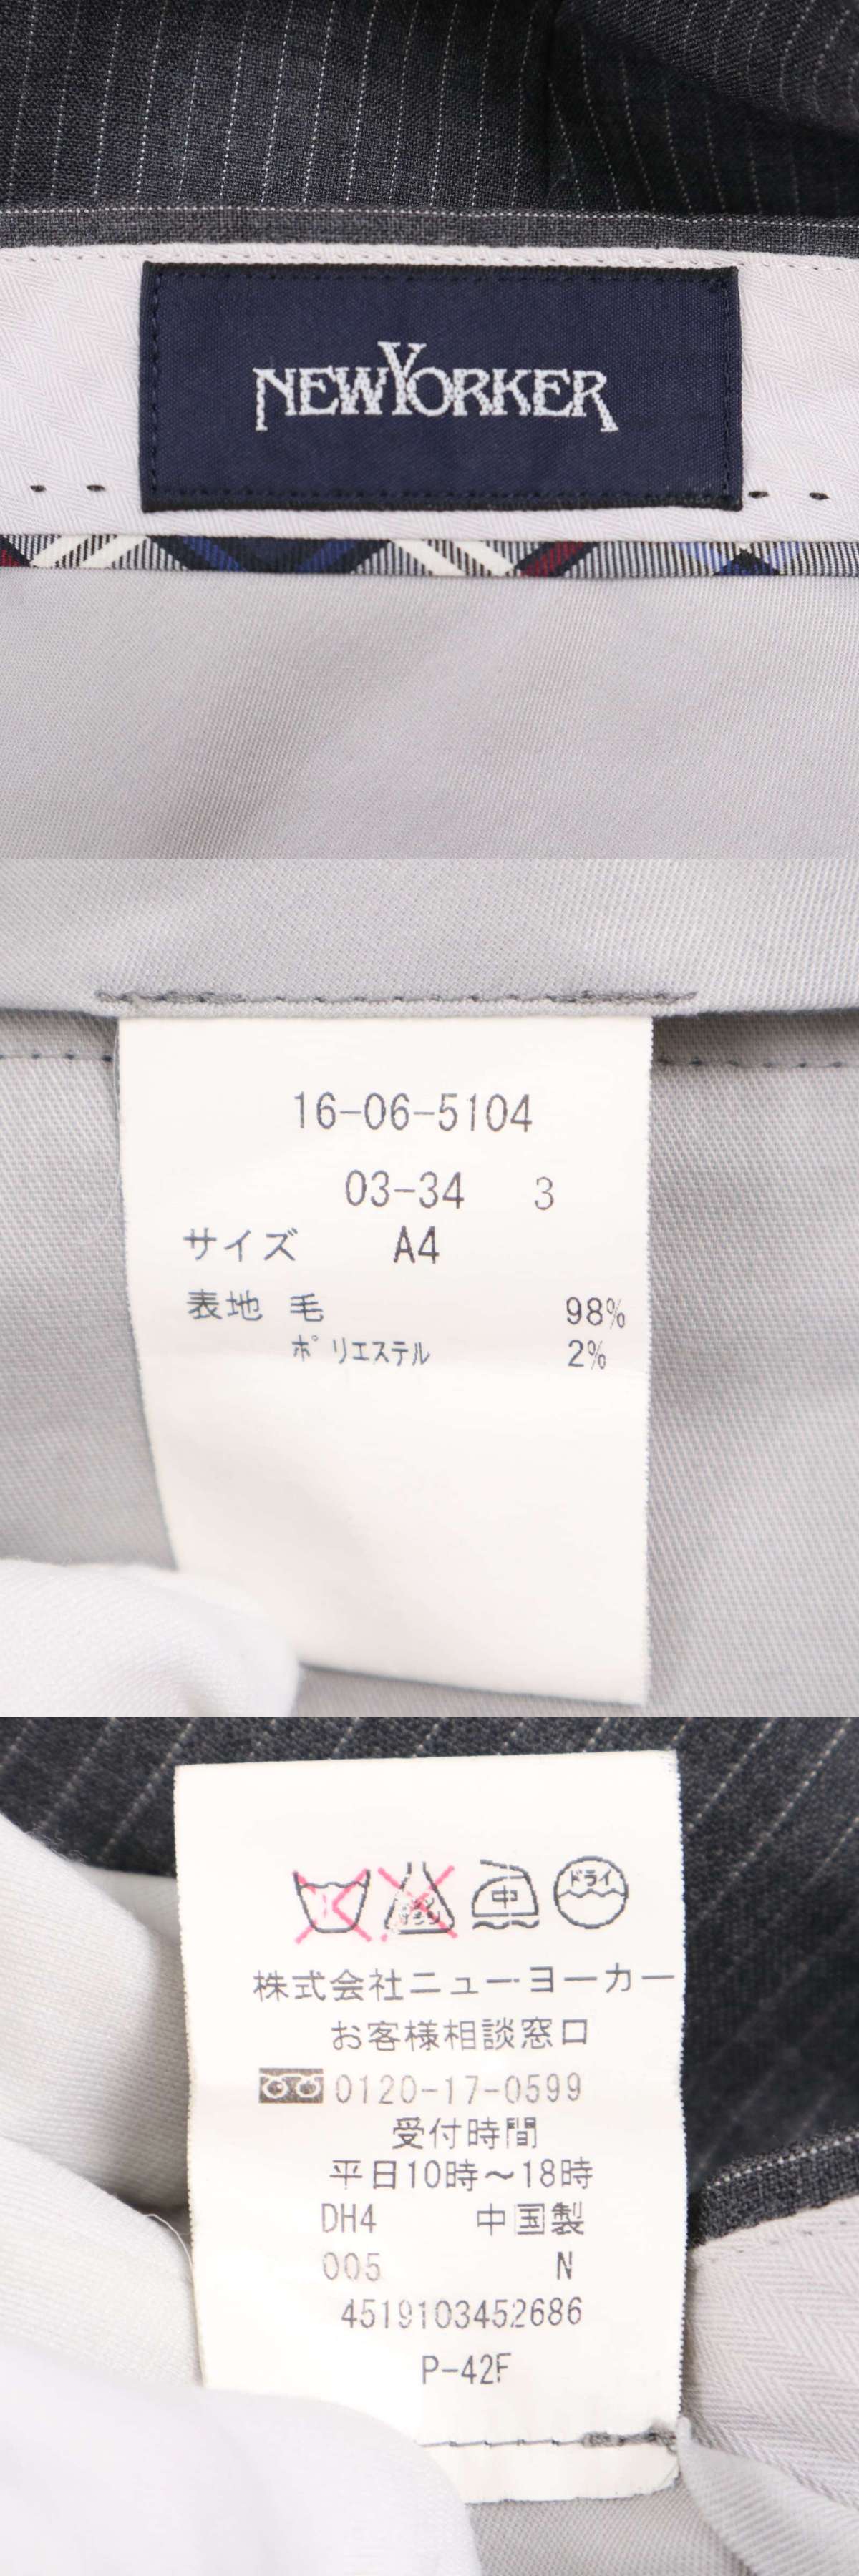 NEWYORKER
16-06-5104
03-34 3
サイズ A4
表地 毛 98%
ポリエステル 2%
中 ドライ
株式会社ニューヨーカー
お客様相談窓口
0120-17-0599
受付時間
平日10時～18時
DH4 中国製
005 N
4519103452686
P-42F